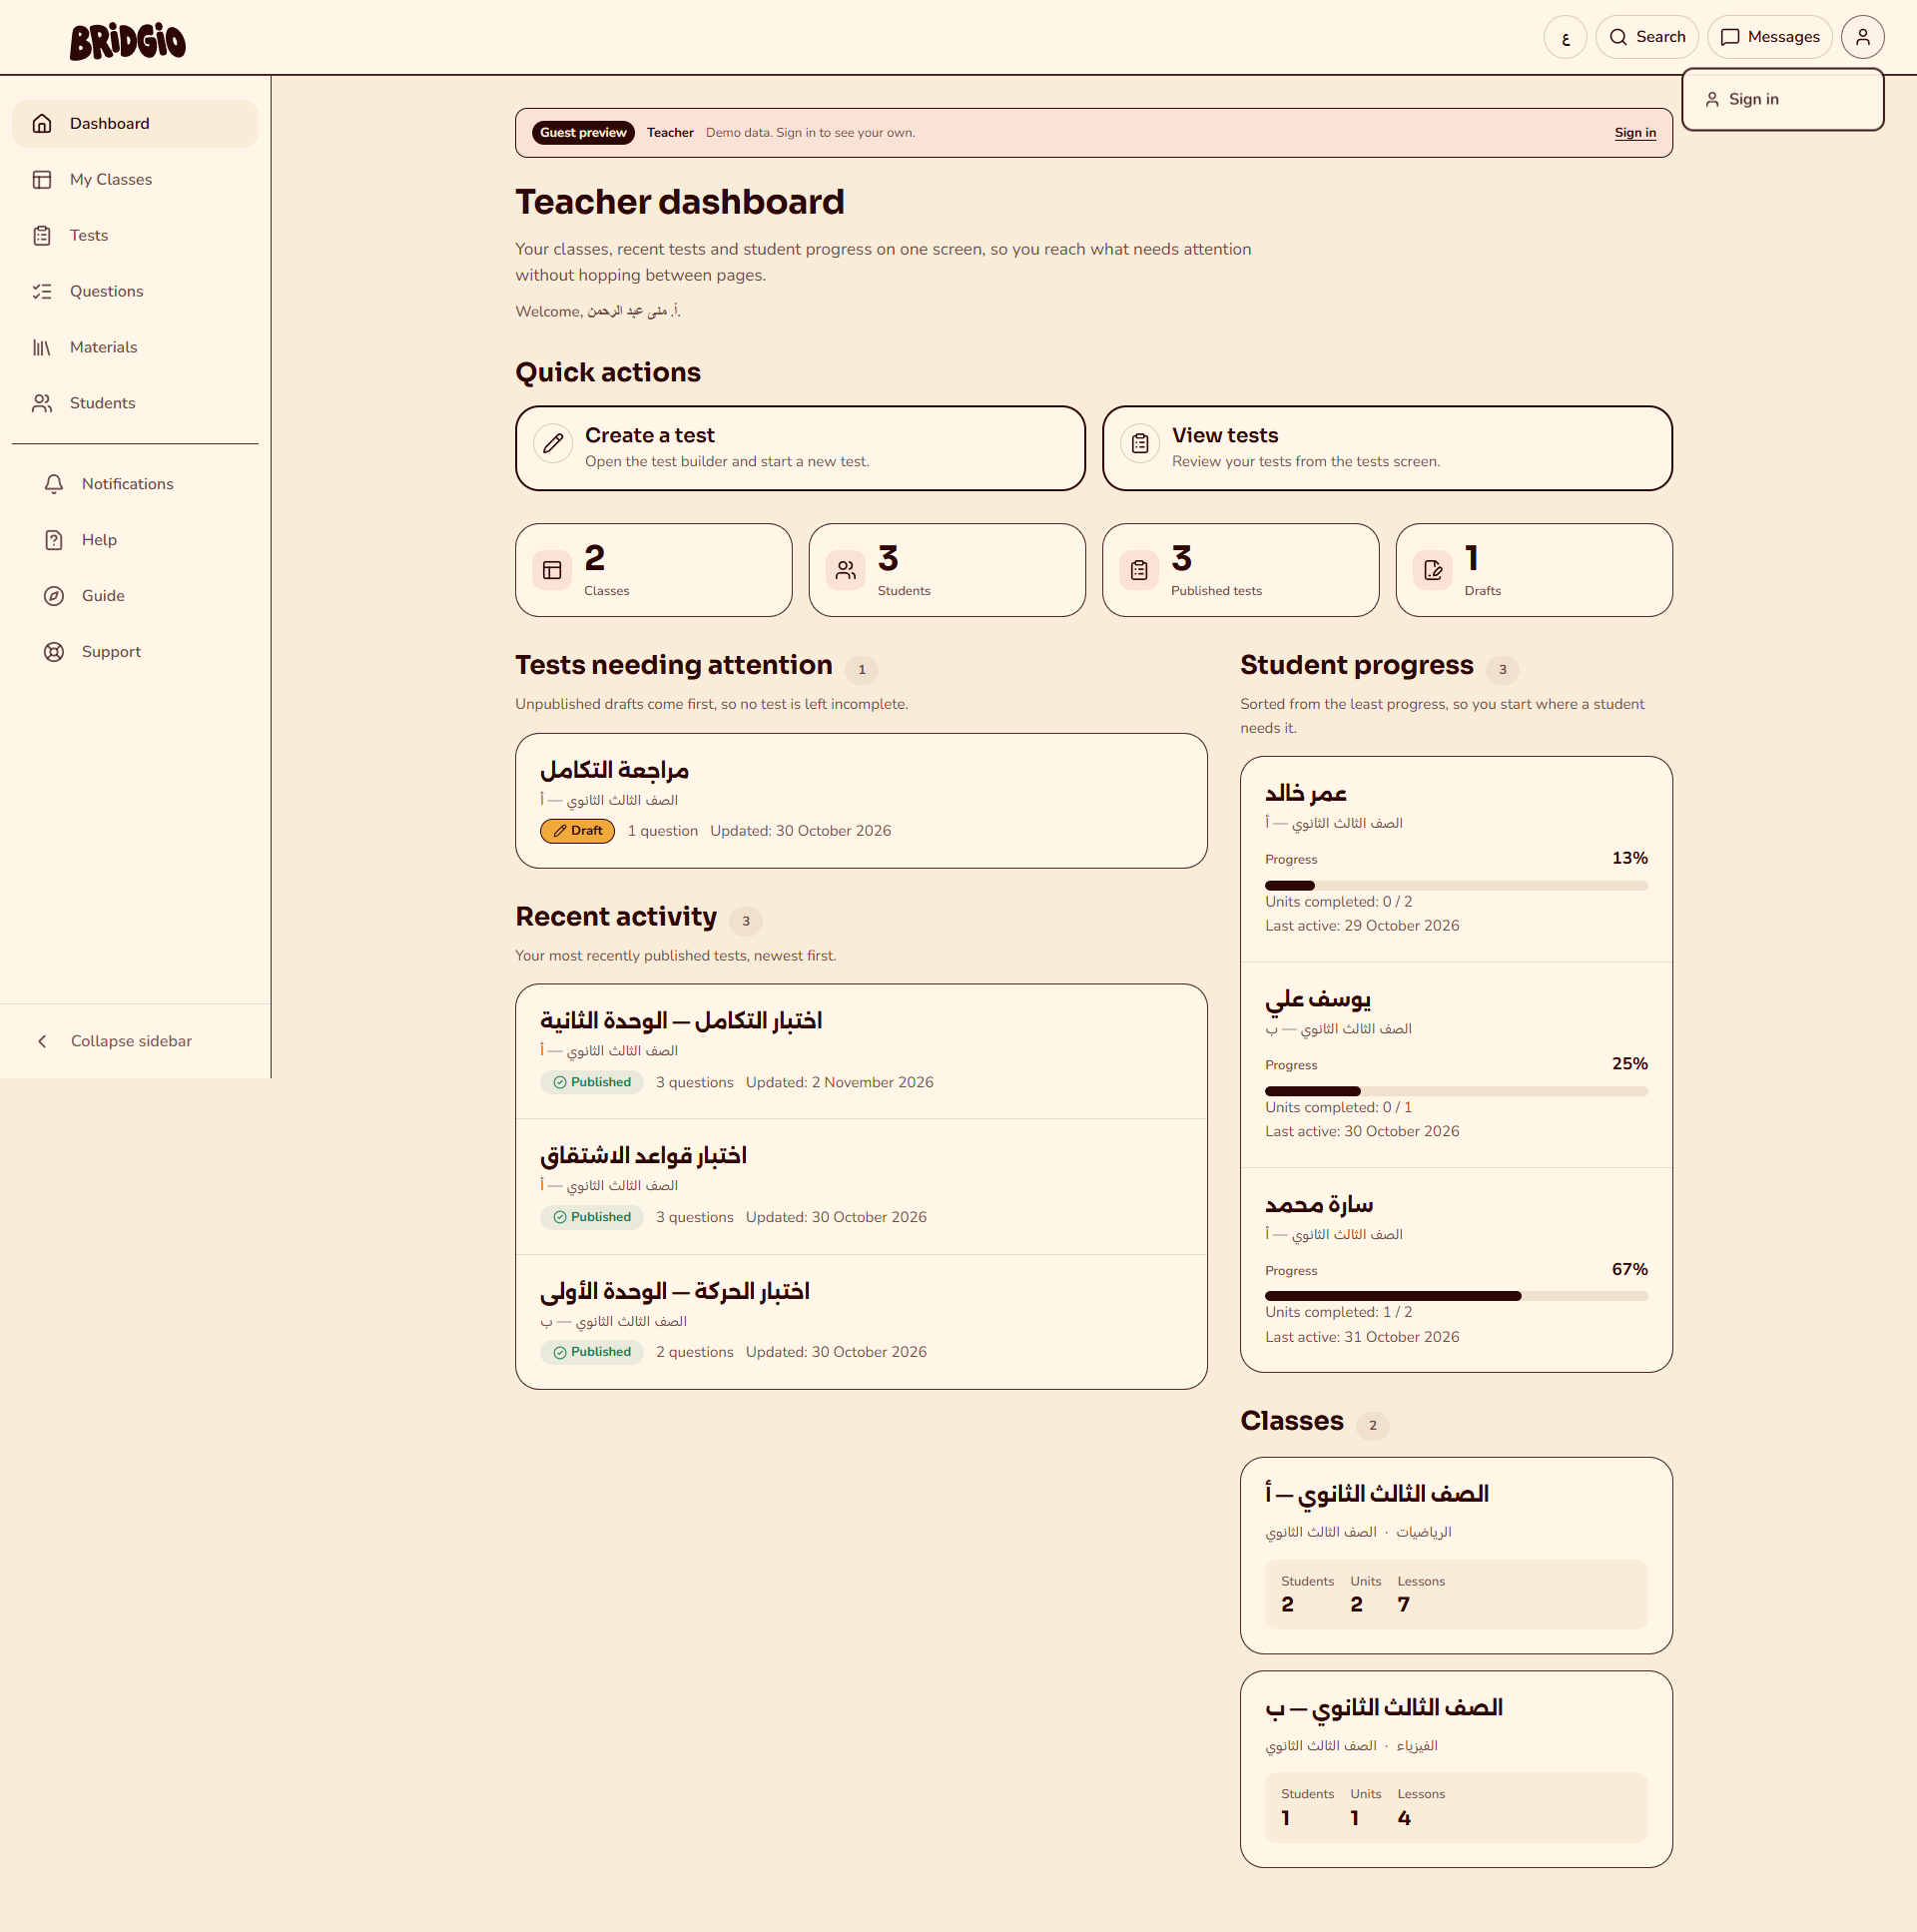 BRiDGiO
ع
Search
Messages
Sign in
Dashboard
My Classes
Tests
Questions
Materials
Students
Notifications
Help
Guide
Support
Collapse sidebar
Guest preview Teacher Demo data. Sign in to see your own. Sign in
Teacher dashboard
Your classes, recent tests and student progress on one screen, so you reach what needs attention
without hopping between pages.
Welcome, أ. منى عبد الرحمن.
Quick actions
Create a test
Open the test builder and start a new test.
View tests
Review your tests from the tests screen.
2
Classes
3
Students
3
Published tests
1
Drafts
Tests needing attention 1
Unpublished drafts come first, so no test is left incomplete.
مراجعة التكامل
الصف الثالث الثانوي — أ
Draft 1 question Updated: 30 October 2026
Recent activity 3
Your most recently published tests, newest first.
اختبار التكامل — الوحدة الثانية
الصف الثالث الثانوي — أ
Published 3 questions Updated: 2 November 2026
اختبار قواعد الاشتقاق
الصف الثالث الثانوي — أ
Published 3 questions Updated: 30 October 2026
اختبار الحركة — الوحدة الأولى
الصف الثالث الثانوي — ب
Published 2 questions Updated: 30 October 2026
Student progress 3
Sorted from the least progress, so you start where a student
needs it.
عمر خالد
الصف الثالث الثانوي — أ
Progress 13%
Units completed: 0 / 2
Last active: 29 October 2026
يوسف علي
الصف الثالث الثانوي — ب
Progress 25%
Units completed: 0 / 1
Last active: 30 October 2026
سارة محمد
الصف الثالث الثانوي — أ
Progress 67%
Units completed: 1 / 2
Last active: 31 October 2026
Classes 2
الصف الثالث الثانوي — أ
الرياضيات · الصف الثالث الثانوي
Students Units Lessons
2 2 7
الصف الثالث الثانوي — ب
الفيزياء · الصف الثالث الثانوي
Students Units Lessons
1 1 4